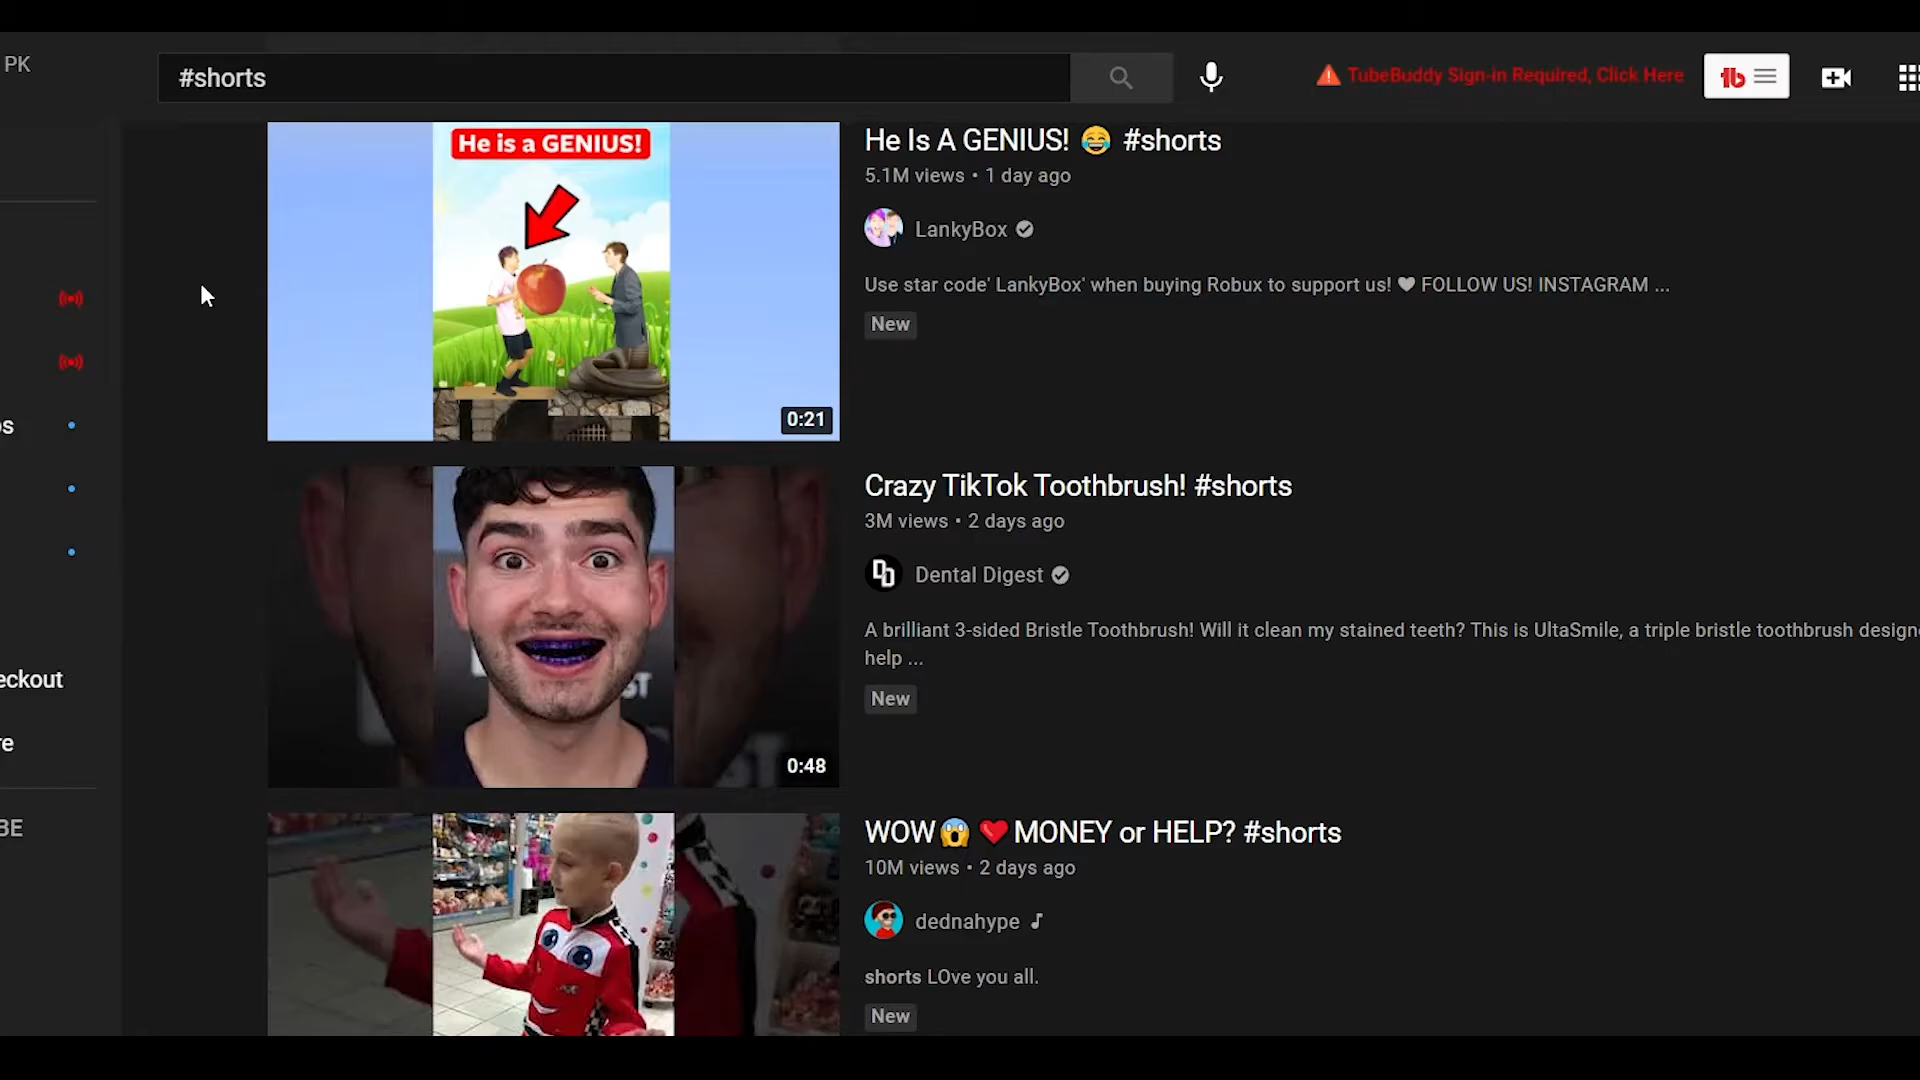 PK
#shorts
TubeBuddy Sign-in Required, Click Here
He is a GENIUS!
0:21
He Is A GENIUS! 😂 #shorts
5.1M views • 1 day ago
LankyBox
Use star code' LankyBox' when buying Robux to support us! ♥ FOLLOW US! INSTAGRAM ...
New
0:48
Crazy TikTok Toothbrush! #shorts
3M views • 2 days ago
Dental Digest
A brilliant 3-sided Bristle Toothbrush! Will it clean my stained teeth? This is UltaSmile, a triple bristle toothbrush designe
help ...
New
eckout
re
BE
WOW😱 ❤️MONEY or HELP? #shorts
10M views • 2 days ago
dednahype ♪
shorts LOve you all.
New